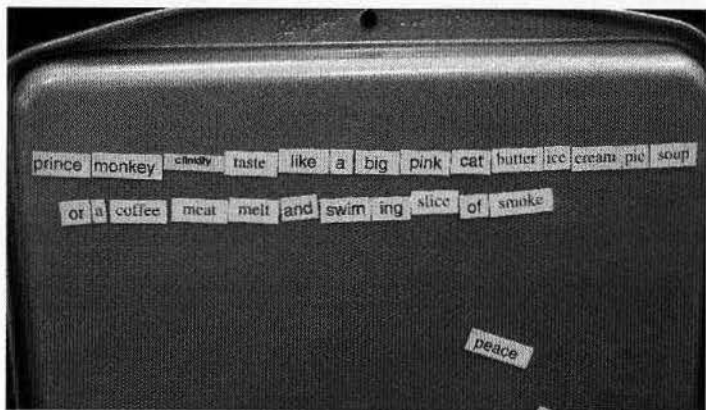 prince monkey taste like a big pink cat butter ice cream pie soup
or a coffee meat melt and swim ing slice of smoke
peace